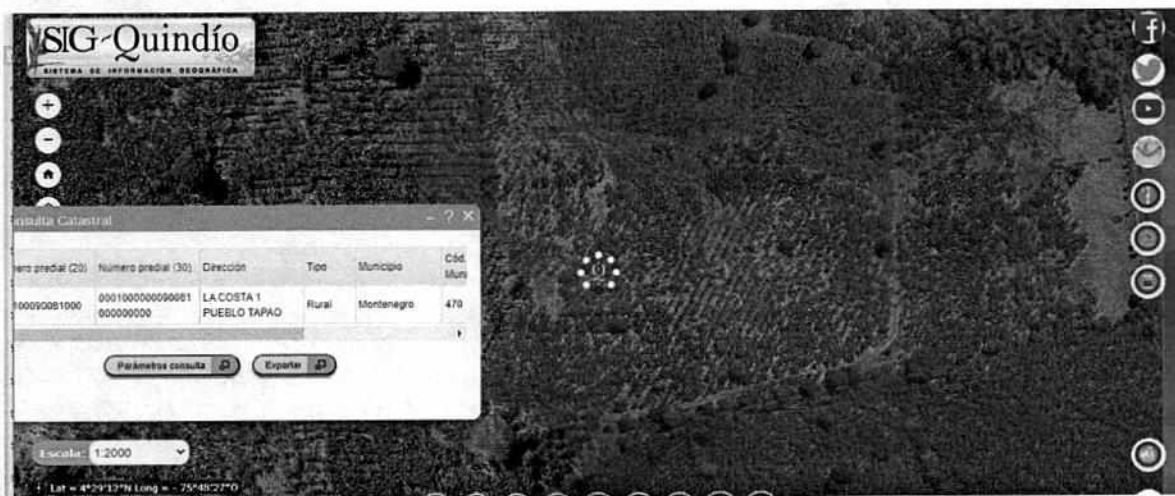 SIG-Quindío
SISTEMA DE INFORMACIÓN GEOGRÁFICA
onsulta Catastral
– ? ×
ero predial (20) Número predial (30) Dirección Tipo Municipio Cód. Muni
100090081000 0001000000090081 000000000 LA COSTA 1 PUEBLO TAPAO Rural Montenegro 470
Parámetros consulta Exportar
Escala: 1:2000
Lat = 4°29'12"N Long = - 75°48'27"O